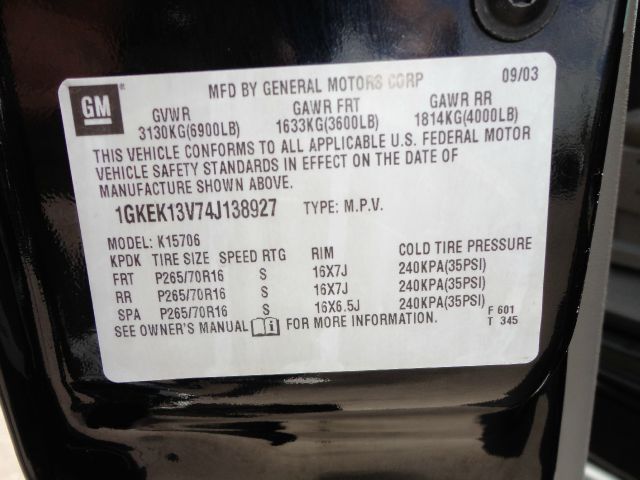 GM ® MFD BY GENERAL MOTORS CORP 09/03
GVWR GAWR FRT GAWR RR
3130KG(6900LB) 1633KG(3600LB) 1814KG(4000LB)
THIS VEHICLE CONFORMS TO ALL APPLICABLE U.S. FEDERAL MOTOR
VEHICLE SAFETY STANDARDS IN EFFECT ON THE DATE OF
MANUFACTURE SHOWN ABOVE.
1GKEK13V74J138927 TYPE: M.P.V.
MODEL: K15706
KPDK TIRE SIZE SPEED RTG RIM COLD TIRE PRESSURE
FRT P265/70R16 S 16X7J 240KPA(35PSI)
RR P265/70R16 S 16X7J 240KPA(35PSI)
SPA P265/70R16 S 16X6.5J 240KPA(35PSI)
SEE OWNER'S MANUAL i FOR MORE INFORMATION.
F 601
T 345